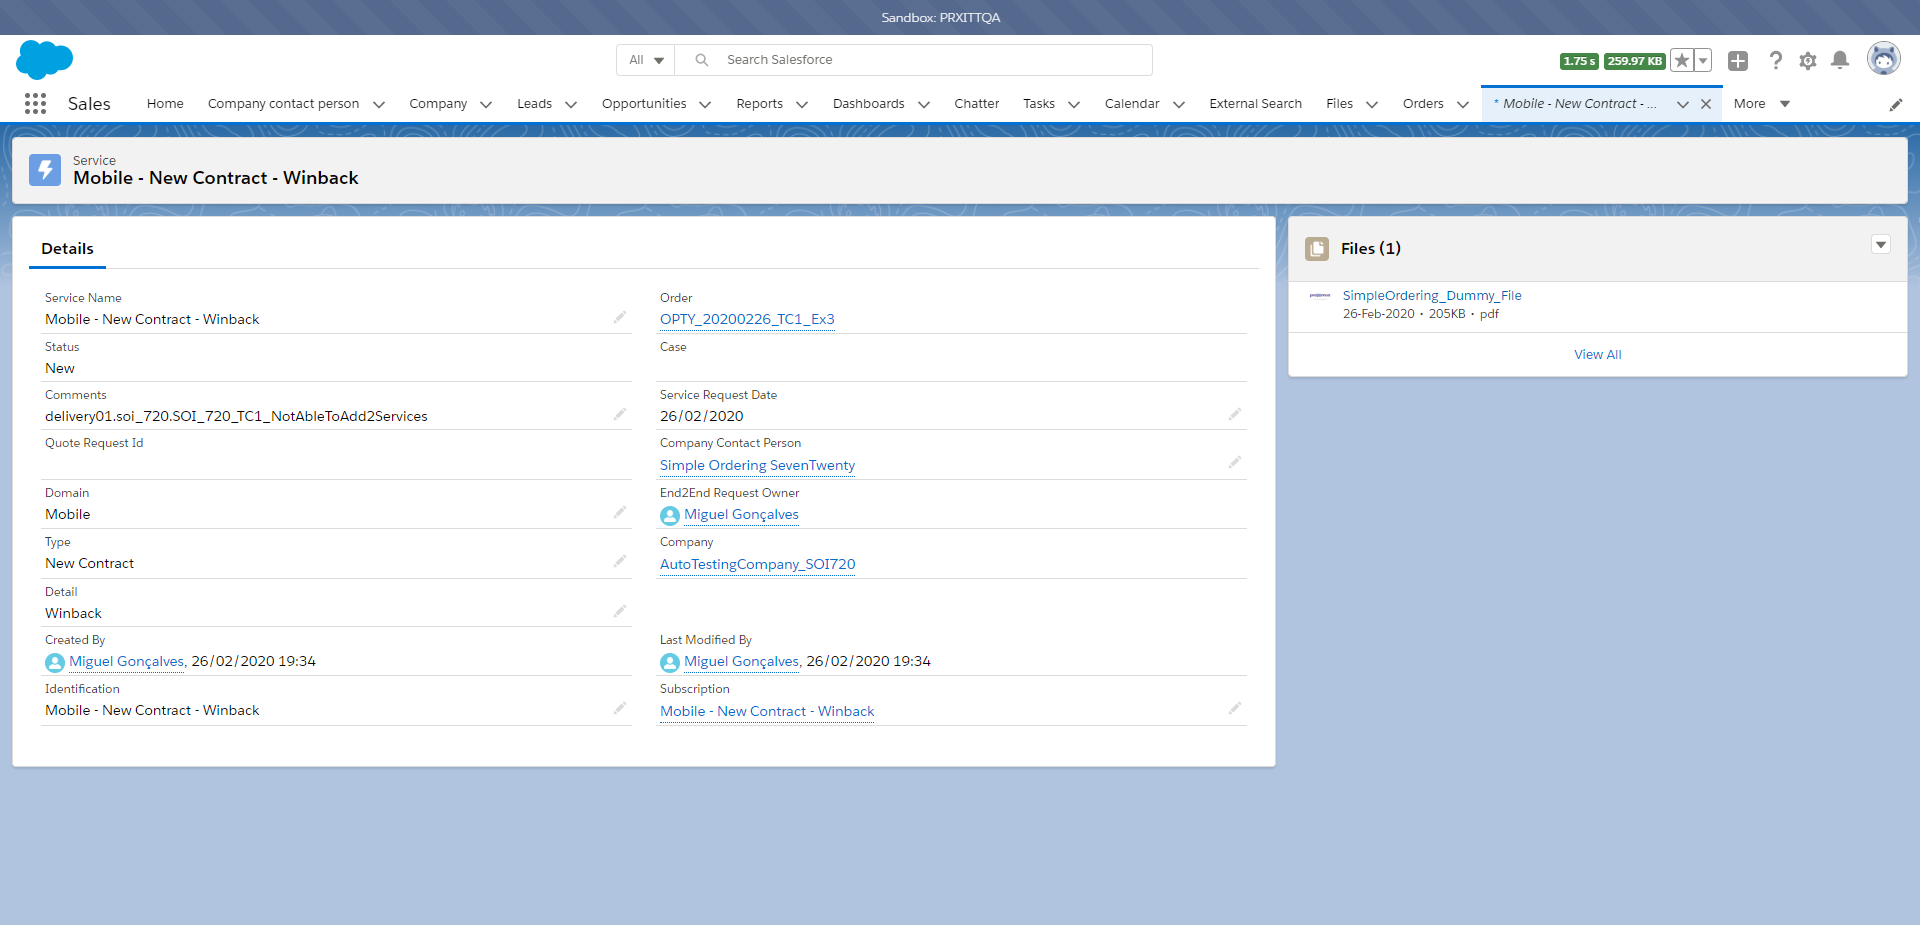 Sandbox: PRXITTQA
All
Search Salesforce
1.75 s
259.97 KB
Sales
Home
Company contact person
Company
Leads
Opportunities
Reports
Dashboards
Chatter
Tasks
Calendar
External Search
Files
Orders
* Mobile - New Contract - ...
More
Service
Mobile - New Contract - Winback
Details
Service Name
Mobile - New Contract - Winback
Order
OPTY_20200226_TC1_Ex3
Status
New
Case
Comments
delivery01.soi_720.SOI_720_TC1_NotAbleToAdd2Services
Service Request Date
26/02/2020
Quote Request Id
Company Contact Person
Simple Ordering SevenTwenty
Domain
Mobile
End2End Request Owner
Miguel Gonçalves
Type
New Contract
Company
AutoTestingCompany_SOI720
Detail
Winback
Created By
Miguel Gonçalves, 26/02/2020 19:34
Last Modified By
Miguel Gonçalves, 26/02/2020 19:34
Identification
Mobile - New Contract - Winback
Subscription
Mobile - New Contract - Winback
Files (1)
SimpleOrdering_Dummy_File
26-Feb-2020 • 205KB • pdf
View All